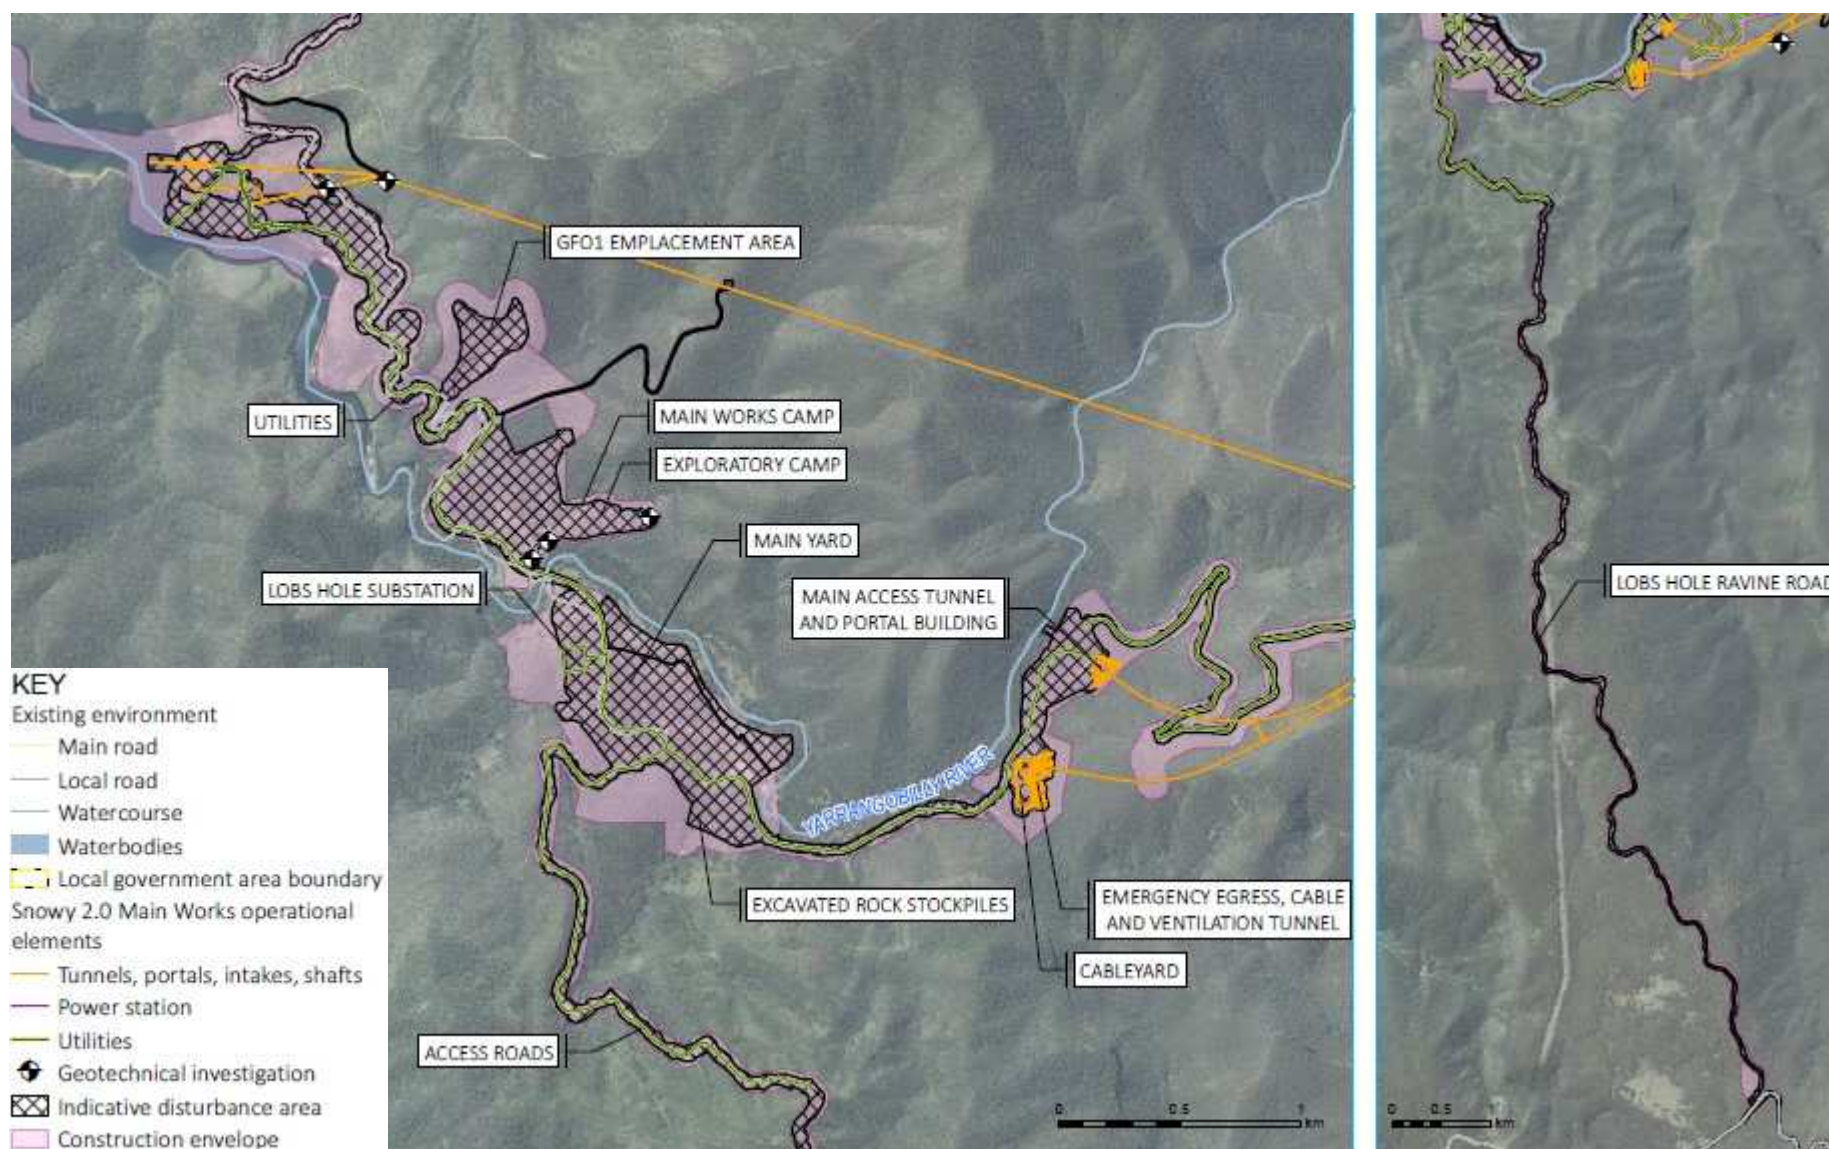 GF01 EMPLACEMENT AREA
UTILITIES
MAIN WORKS CAMP
EXPLORATORY CAMP
MAIN YARD
LOBS HOLE SUBSTATION
MAIN ACCESS TUNNEL
AND PORTAL BUILDING
YARRANGOBILLY RIVER
EXCAVATED ROCK STOCKPILES
EMERGENCY EGRESS, CABLE
AND VENTILATION TUNNEL
CABLEYARD
ACCESS ROADS
0 0.5 1
km
KEY
Existing environment
Main road
Local road
Watercourse
Waterbodies
Local government area boundary
Snowy 2.0 Main Works operational
elements
Tunnels, portals, intakes, shafts
Power station
Utilities
Geotechnical investigation
Indicative disturbance area
Construction envelope
LOBS HOLE RAVINE ROAD
0 0.5 1
km